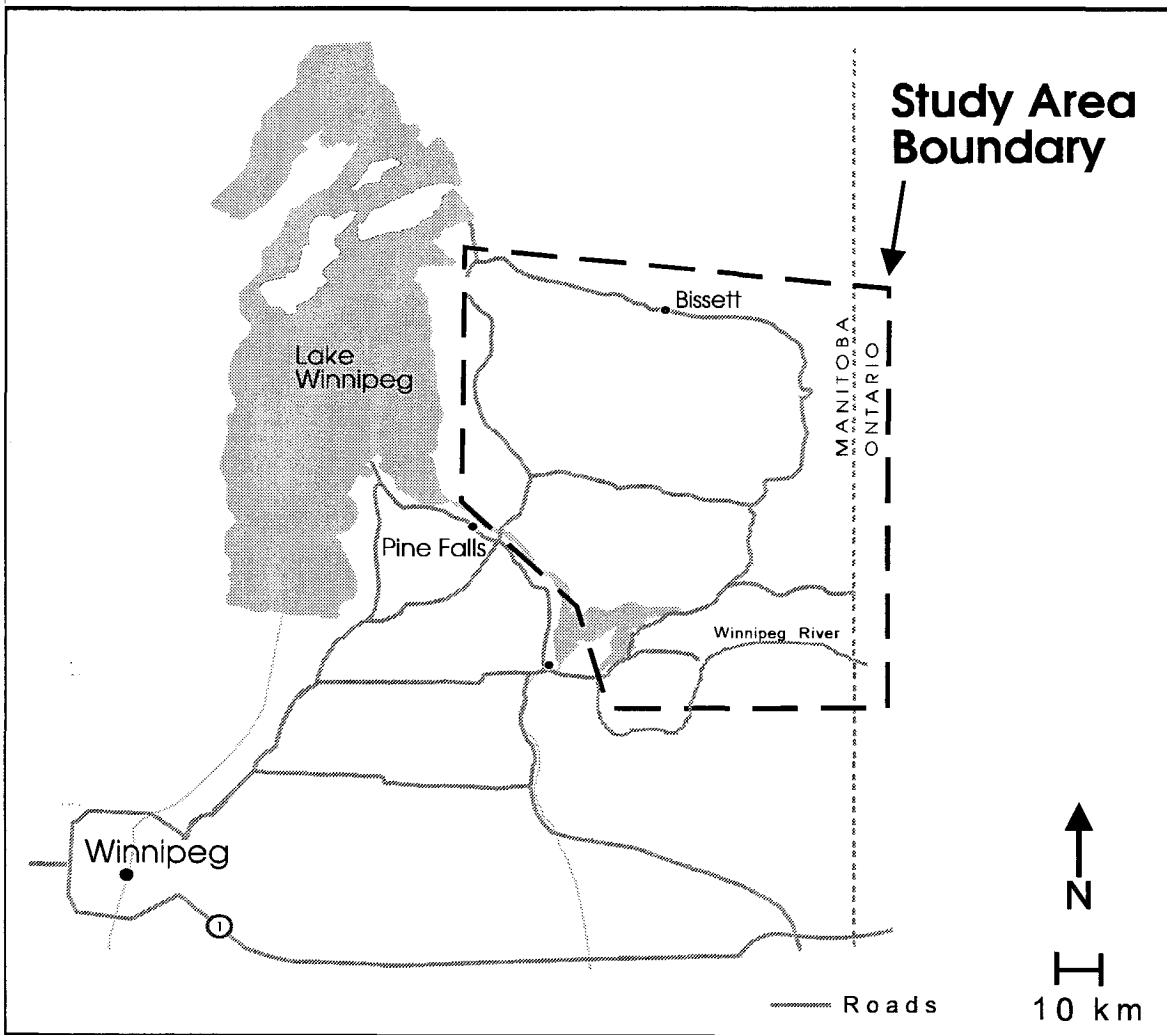 Study Area
Boundary
Bissett
Lake
Winnipeg
MANITOBA
ONTARIO
Pine Falls
Winnipeg River
Winnipeg
1
N
Roads
10 km